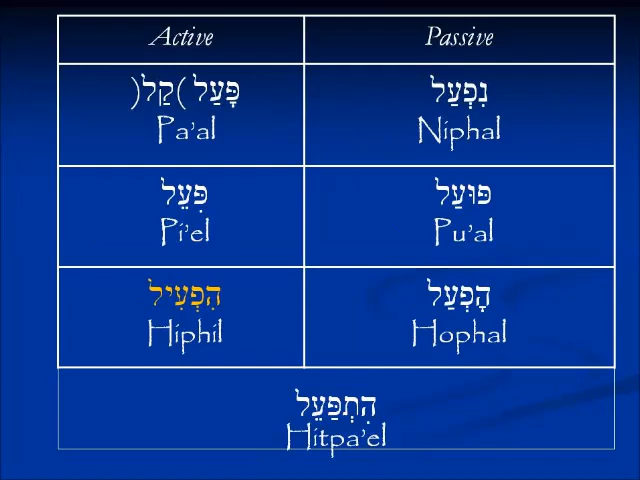 Active
Passive
פָּעַל )קַל(
Pa'al
נִפְעַל
Niphal
פִּעֵל
Pi'el
פּוּעַל
Pu'al
הִפְעִיל
Hiphil
הָפְעַל
Hophal
הִתְפַּעֵל
Hitpa'el